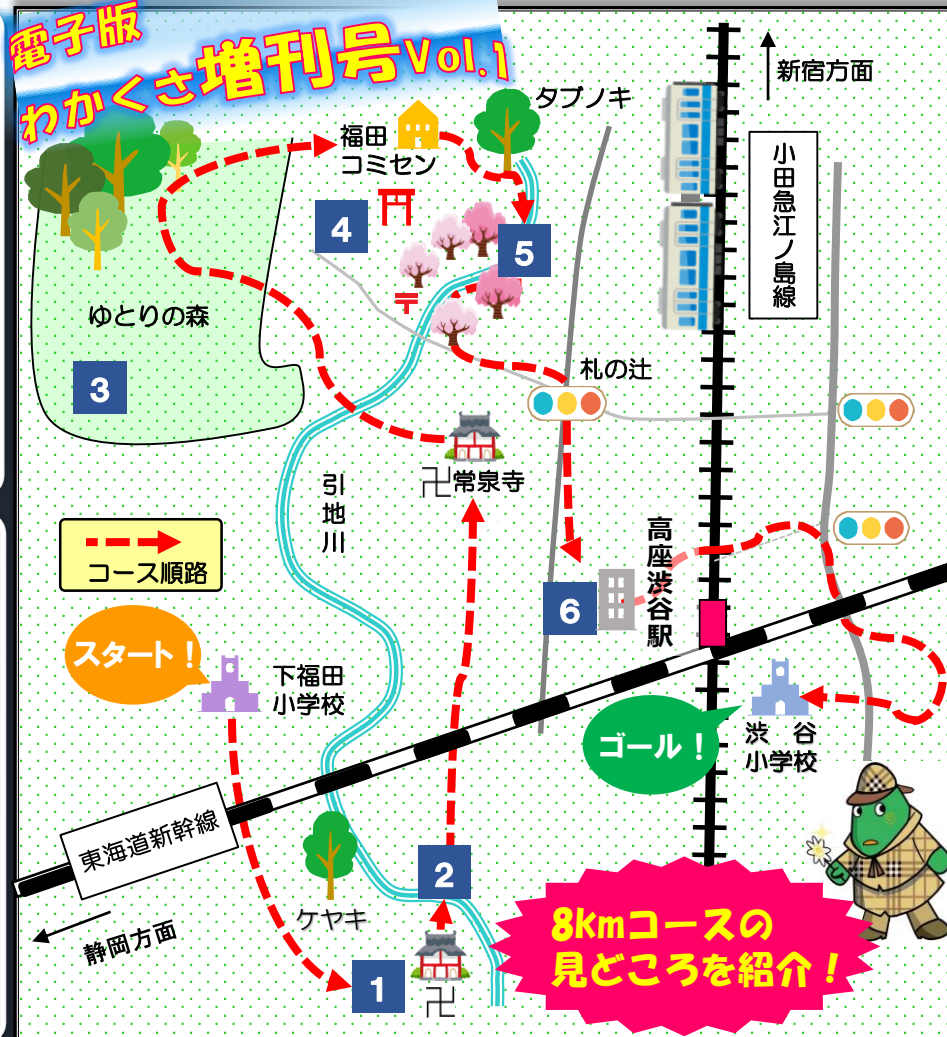 電子版
わかくさ増刊号Vol.1
新宿方面
タブノキ
福田
コミセン
小田急江ノ島線
4
5
ゆとりの森
〒
3
札の辻
卍常泉寺
引地川
コース順路
高座渋谷駅
6
スタート!
下福田
小学校
ゴール!
渋谷
小学校
東海道新幹線
2
ケヤキ
静岡方面
1
卍
8kmコースの
見どころを紹介!